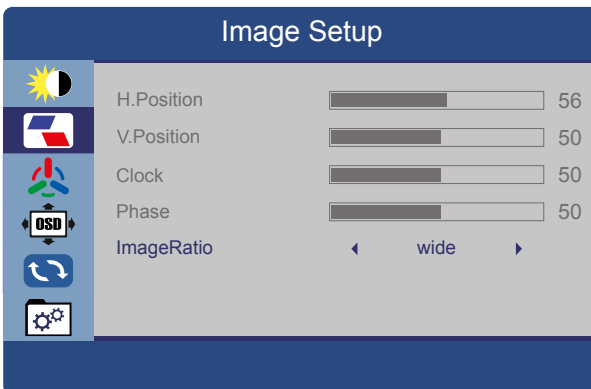 Image Setup
H.Position 56
V.Position 50
Clock 50
Phase 50
OSD
ImageRatio wide